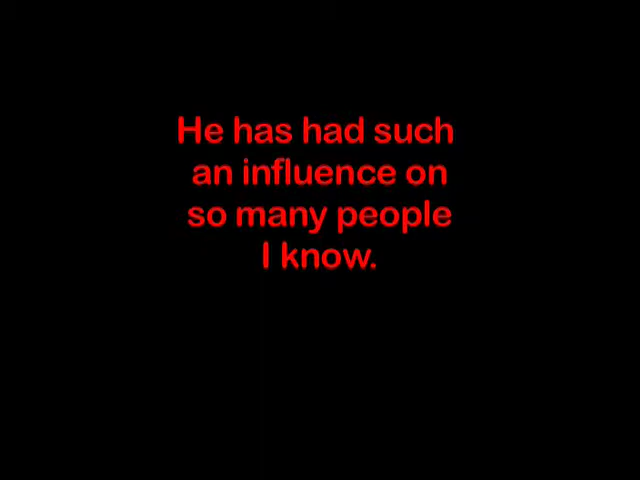 He has had such
an influence on
so many people
I know.